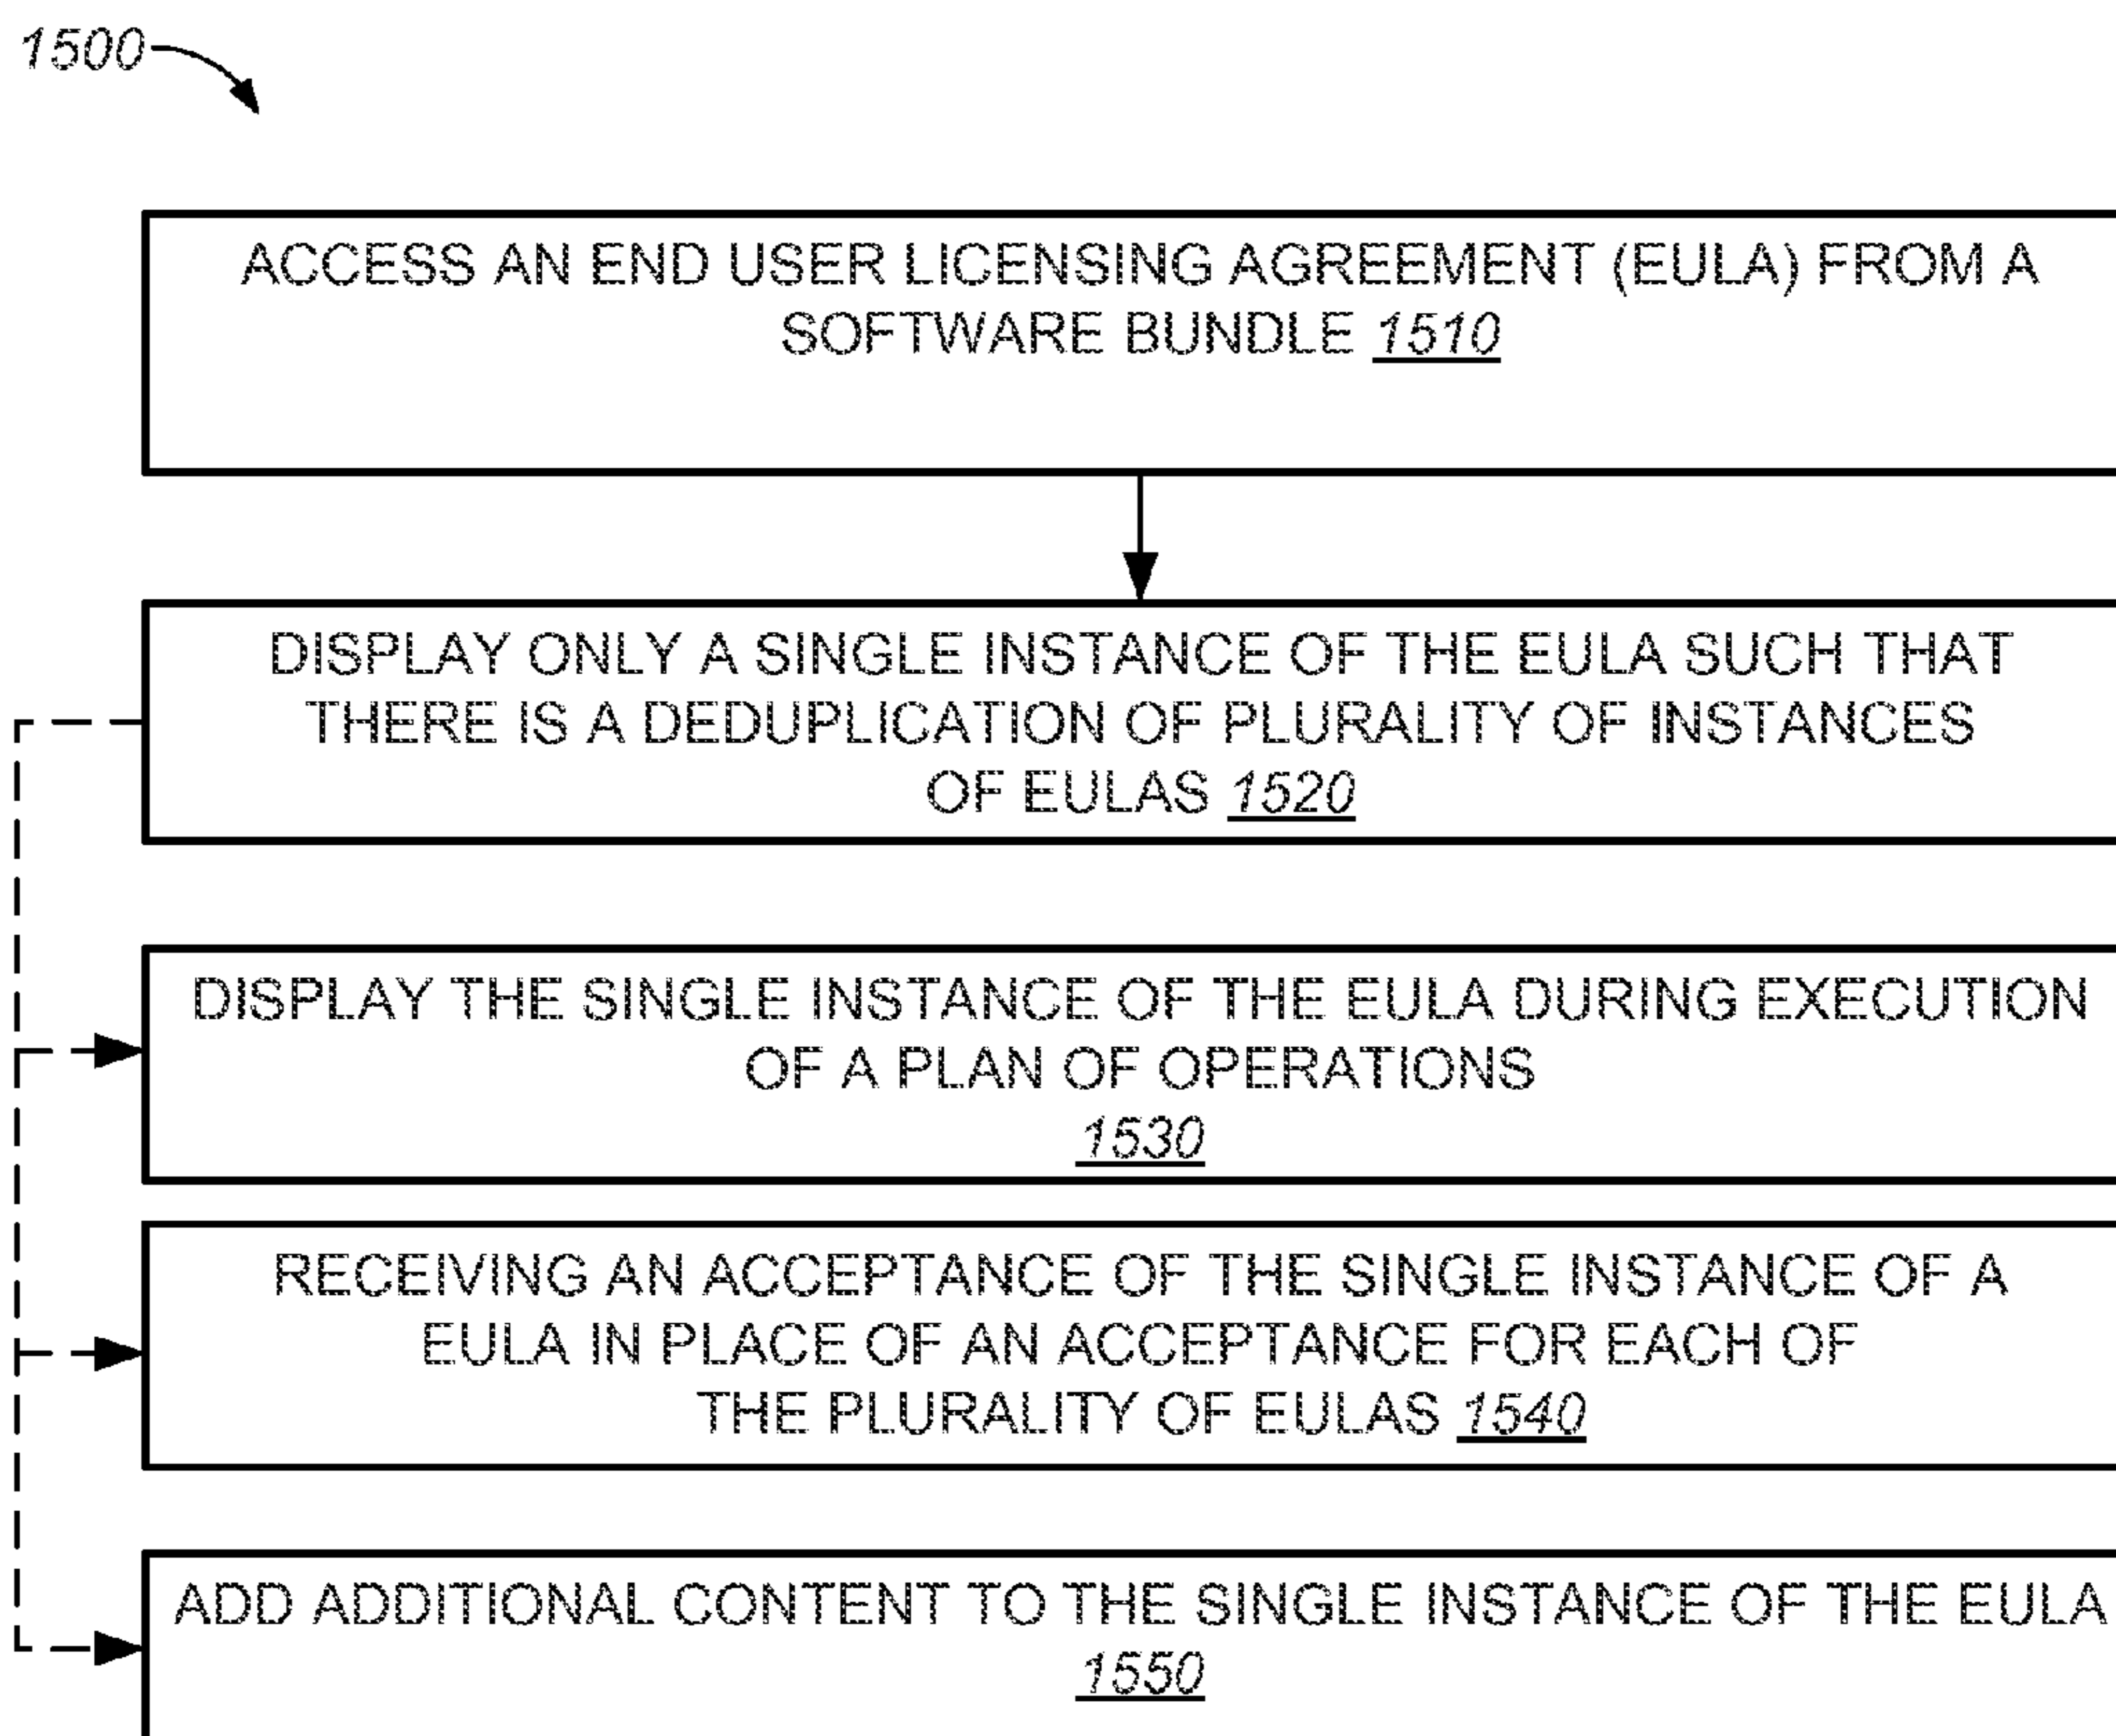 1500
ACCESS AN END USER LICENSING AGREEMENT (EULA) FROM A
SOFTWARE BUNDLE 1510
DISPLAY ONLY A SINGLE INSTANCE OF THE EULA SUCH THAT
THERE IS A DEDUPLICATION OF PLURALITY OF INSTANCES
OF EULAS 1520
DISPLAY THE SINGLE INSTANCE OF THE EULA DURING EXECUTION
OF A PLAN OF OPERATIONS
1530
RECEIVING AN ACCEPTANCE OF THE SINGLE INSTANCE OF A
EULA IN PLACE OF AN ACCEPTANCE FOR EACH OF
THE PLURALITY OF EULAS 1540
ADD ADDITIONAL CONTENT TO THE SINGLE INSTANCE OF THE EULA
1550